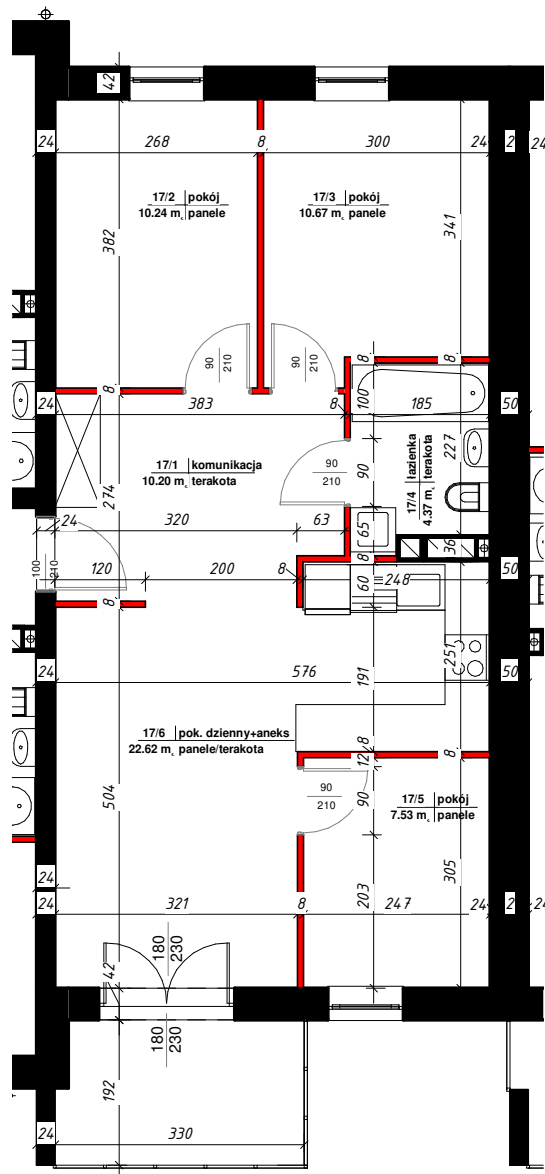 42
24 268 8 300 24 2 24
17/2 pokój
10.24 m² panele
17/3 pokój
10.67 m² panele
382
341
90
210
90
210
8
8
8
24 383 8 185 50
100
17/1 komunikacja
10.20 m² terakota
90
210
90
17/4 łazienka
4.37 m² terakota
227
274
24 320 63
65
36
100
210
120 200 8
8
60
248
50
8
24 576 50
251
191
17/6 pok. dzienny+aneks
22.62 m² panele/terakota
8
12
8
90
210
90
17/5 pokój
7.53 m² panele
504
305
203
24
24 321 8 247 24 2 24
180
230
42
180
230
192
24 330